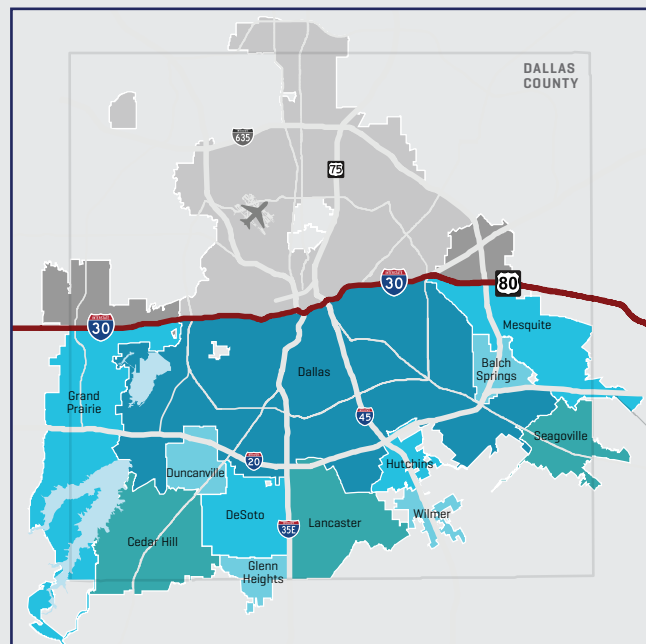 DALLAS
COUNTY
635
75
30
80
30
Mesquite
Dallas
Balch
Springs
Grand
Prairie
45
Seagoville
20
Hutchins
Duncanville
DeSoto
Wilmer
Lancaster
35E
Cedar Hill
Glenn
Heights